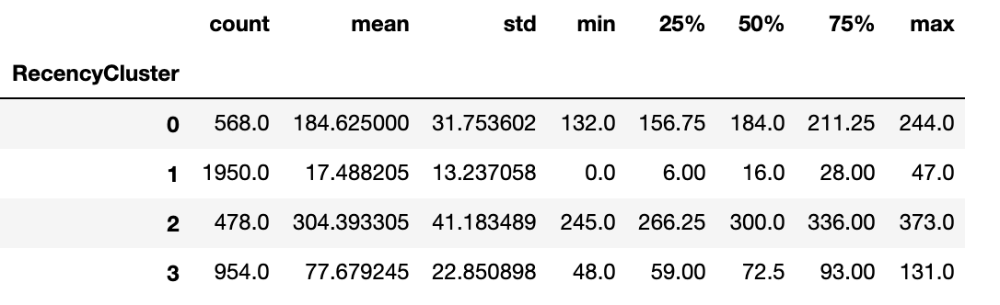 count mean std min 25% 50% 75% max
RecencyCluster
0 568.0 184.625000 31.753602 132.0 156.75 184.0 211.25 244.0
1 1950.0 17.488205 13.237058 0.0 6.00 16.0 28.00 47.0
2 478.0 304.393305 41.183489 245.0 266.25 300.0 336.00 373.0
3 954.0 77.679245 22.850898 48.0 59.00 72.5 93.00 131.0